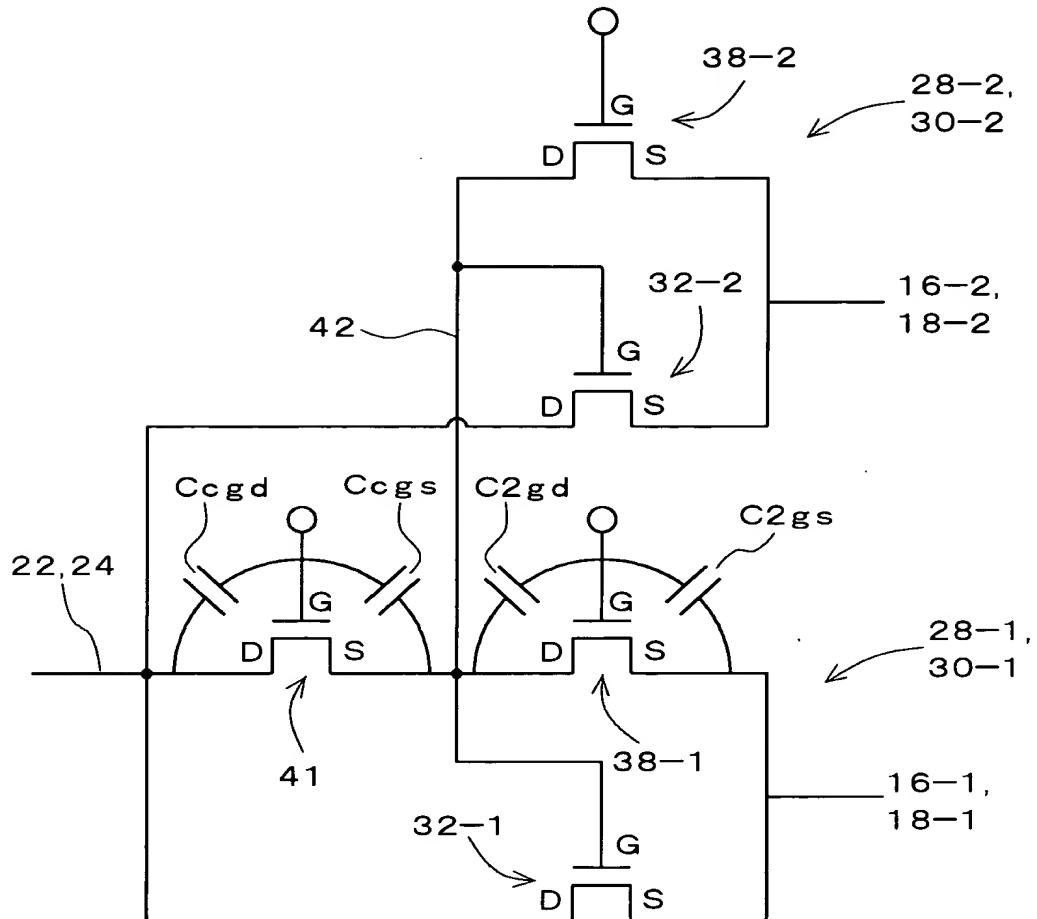 38-2
28-2,
30-2
G
D S
32-2
16-2,
18-2
42
G
D S
Ccgd
Ccgs
C2gd
C2gs
22,24
G
G
D S
D S
28-1,
30-1
41
38-1
16-1,
18-1
32-1
G
D S